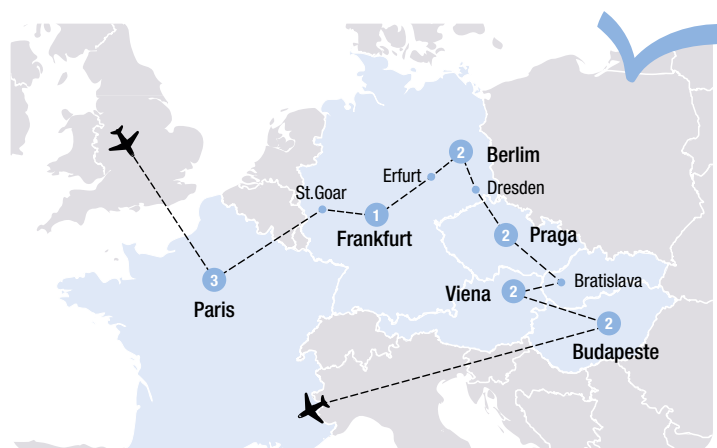 2
Berlim
Erfurt
Dresden
St.Goar
1
Frankfurt
2
Praga
3
Paris
Bratislava
Viena
2
2
Budapeste